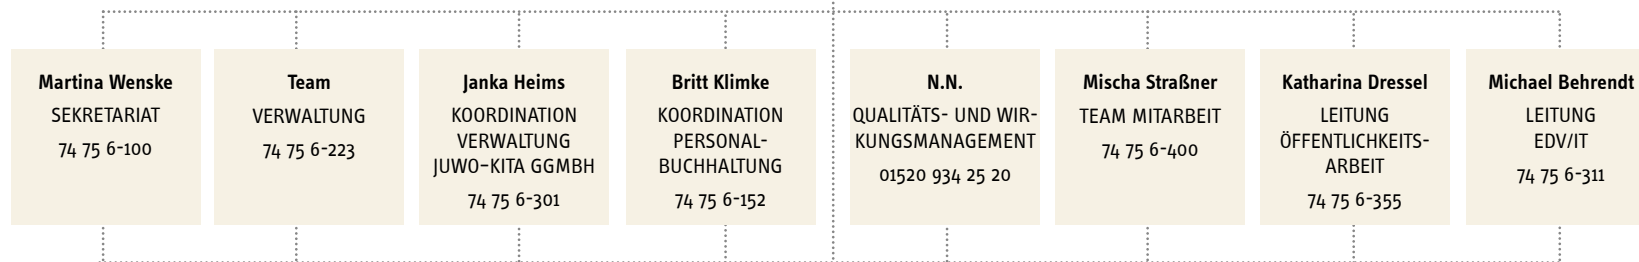 Martina Wenske
SEKRETARIAT
74 75 6-100
Team
VERWALTUNG
74 75 6-223
Janka Heims
KOORDINATION
VERWALTUNG
JUWO-KITA GGMBH
74 75 6-301
Britt Klimke
KOORDINATION
PERSONAL-
BUCHHALTUNG
74 75 6-152
N.N.
QUALITÄTS- UND WIR-
KUNGSMANAGEMENT
01520 934 25 20
Mischa Straßner
TEAM MITARBEIT
74 75 6-400
Katharina Dressel
LEITUNG
ÖFFENTLICHKEITS-
ARBEIT
74 75 6-355
Michael Behrendt
LEITUNG
EDV/IT
74 75 6-311